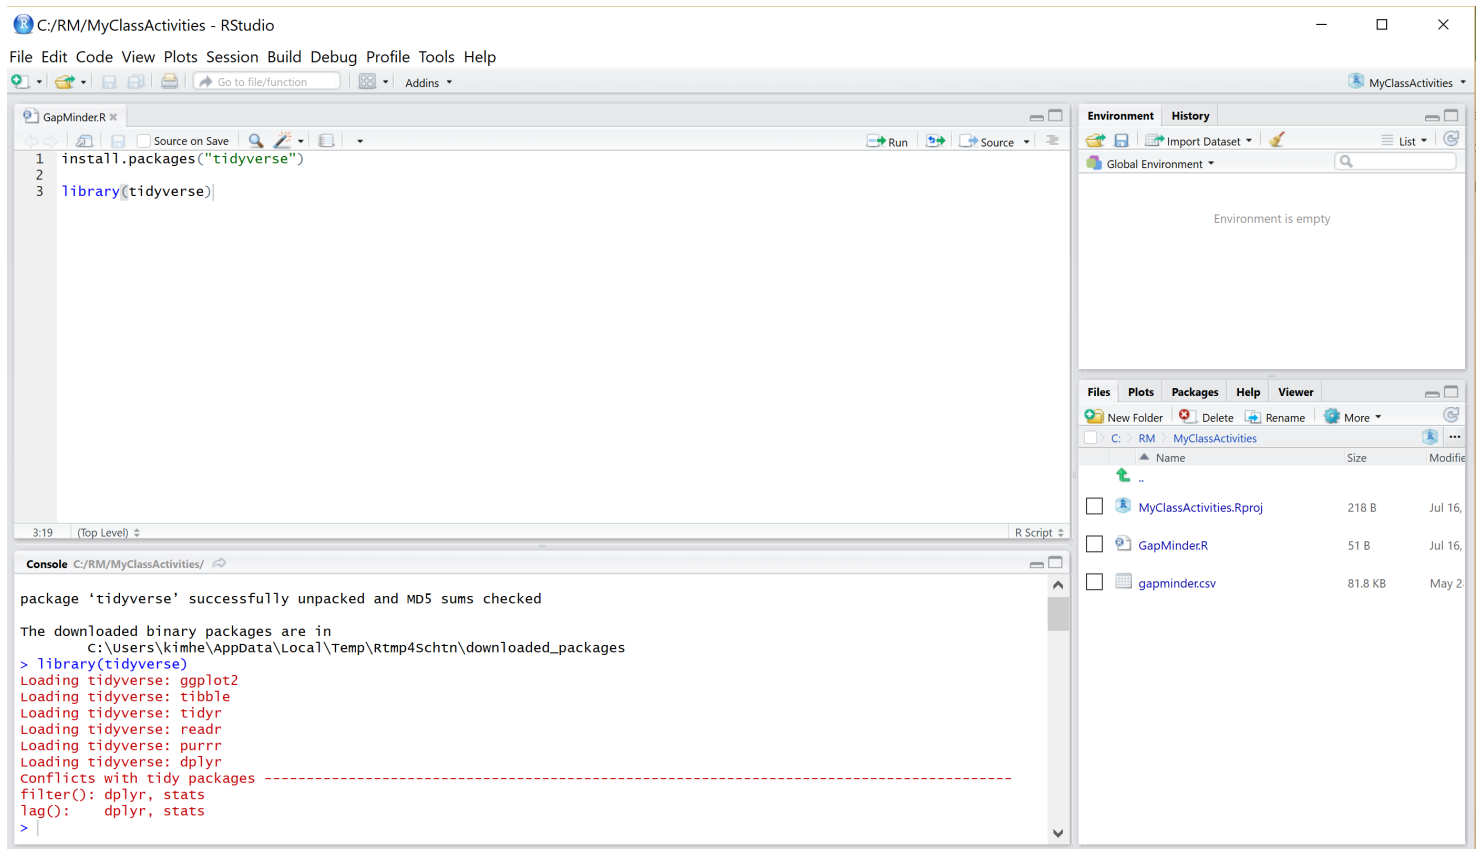 C:/RM/MyClassActivities - RStudio
File Edit Code View Plots Session Build Debug Profile Tools Help
Go to file/function Addins MyClassActivities
GapMinder.R
Source on Save Run Source
1 install.packages("tidyverse")
2
3 library(tidyverse)
3:19 (Top Level) R Script
Console C:/RM/MyClassActivities/
package ‘tidyverse’ successfully unpacked and MD5 sums checked
The downloaded binary packages are in
C:\Users\kimhe\AppData\Local\Temp\Rtmp4Schtn\downloaded_packages
> library(tidyverse)
Loading tidyverse: ggplot2
Loading tidyverse: tibble
Loading tidyverse: tidyr
Loading tidyverse: readr
Loading tidyverse: purrr
Loading tidyverse: dplyr
Conflicts with tidy packages ------------------------------------------------------------------------------------------
filter(): dplyr, stats
lag():    dplyr, stats
>
Environment History
Import Dataset List
Global Environment
Environment is empty
Files Plots Packages Help Viewer
New Folder Delete Rename More
C: RM MyClassActivities
Name Size Modifie
..
MyClassActivities.Rproj 218 B Jul 16,
GapMinder.R 51 B Jul 16,
gapminder.csv 81.8 KB May 2